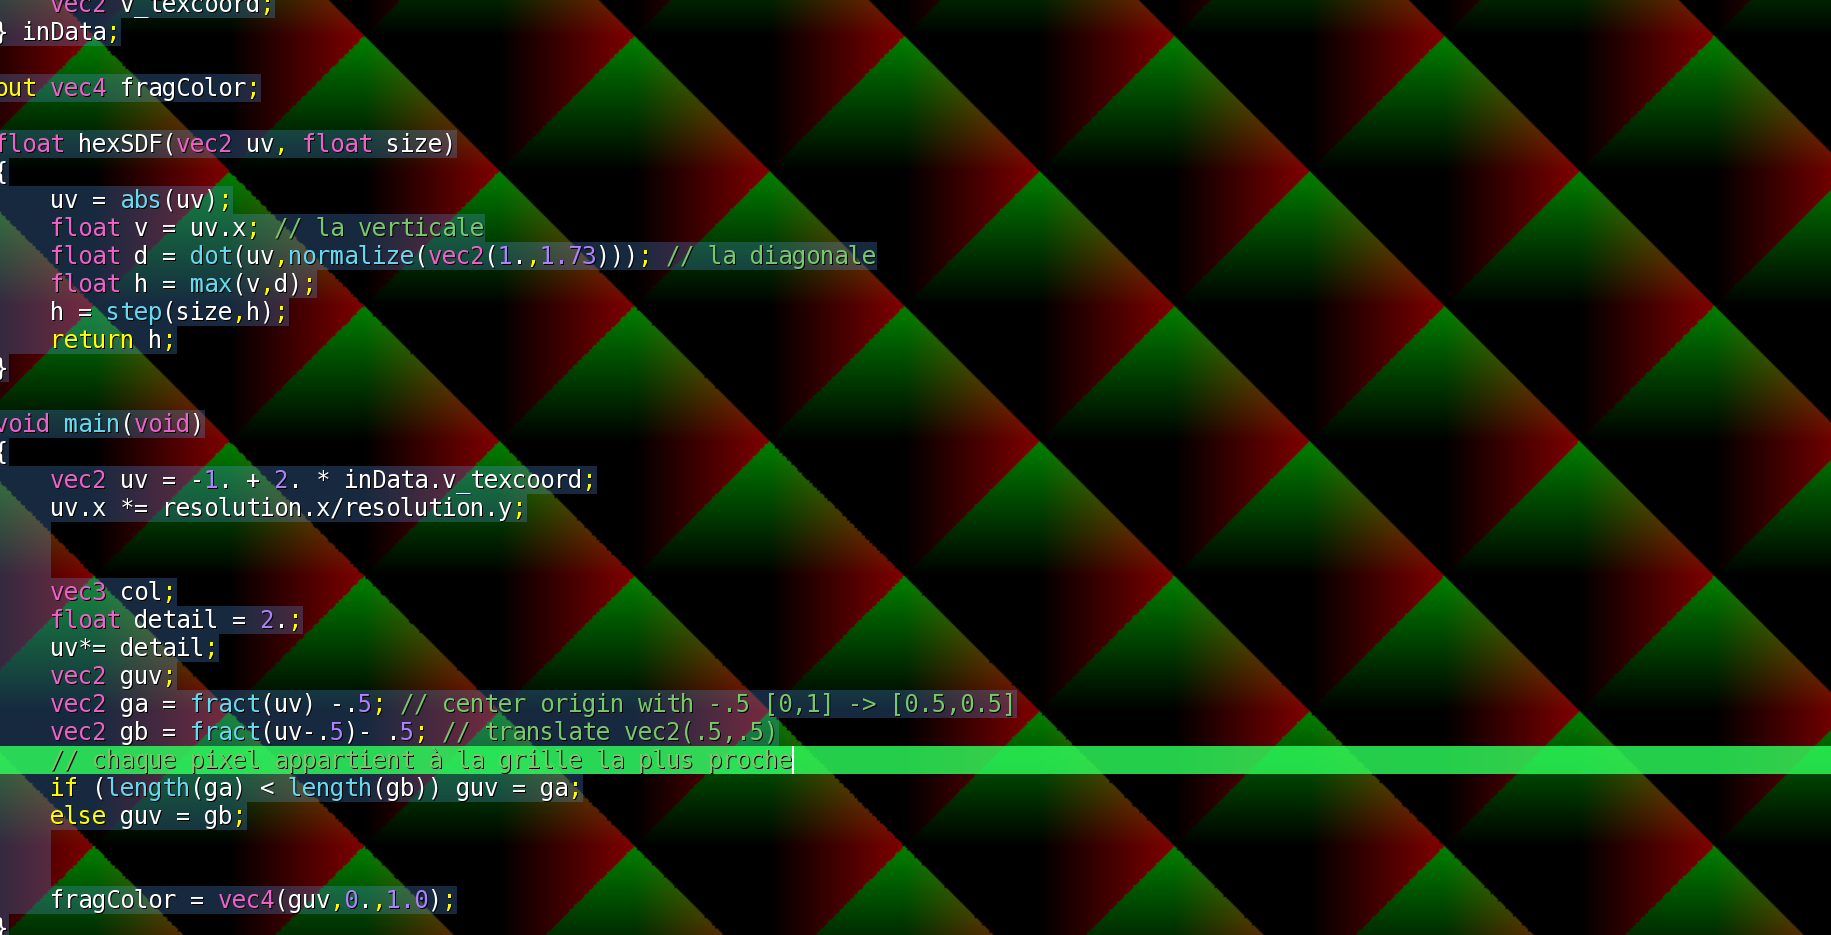 vec2 v_texcoord;
} inData;
out vec4 fragColor;
float hexSDF(vec2 uv, float size)
{
uv = abs(uv);
float v = uv.x; // la verticale
float d = dot(uv,normalize(vec2(1.,1.73))); // la diagonale
float h = max(v,d);
h = step(size,h);
return h;
}
void main(void)
{
vec2 uv = -1. + 2. * inData.v_texcoord;
uv.x *= resolution.x/resolution.y;
vec3 col;
float detail = 2.;
uv*= detail;
vec2 guv;
vec2 ga = fract(uv) -.5; // center origin with -.5 [0,1] -> [0.5,0.5]
vec2 gb = fract(uv-.5)- .5; // translate vec2(.5,.5)
// chaque pixel appartient à la grille la plus proche
if (length(ga) < length(gb)) guv = ga;
else guv = gb;
fragColor = vec4(guv,0.,1.0);
}